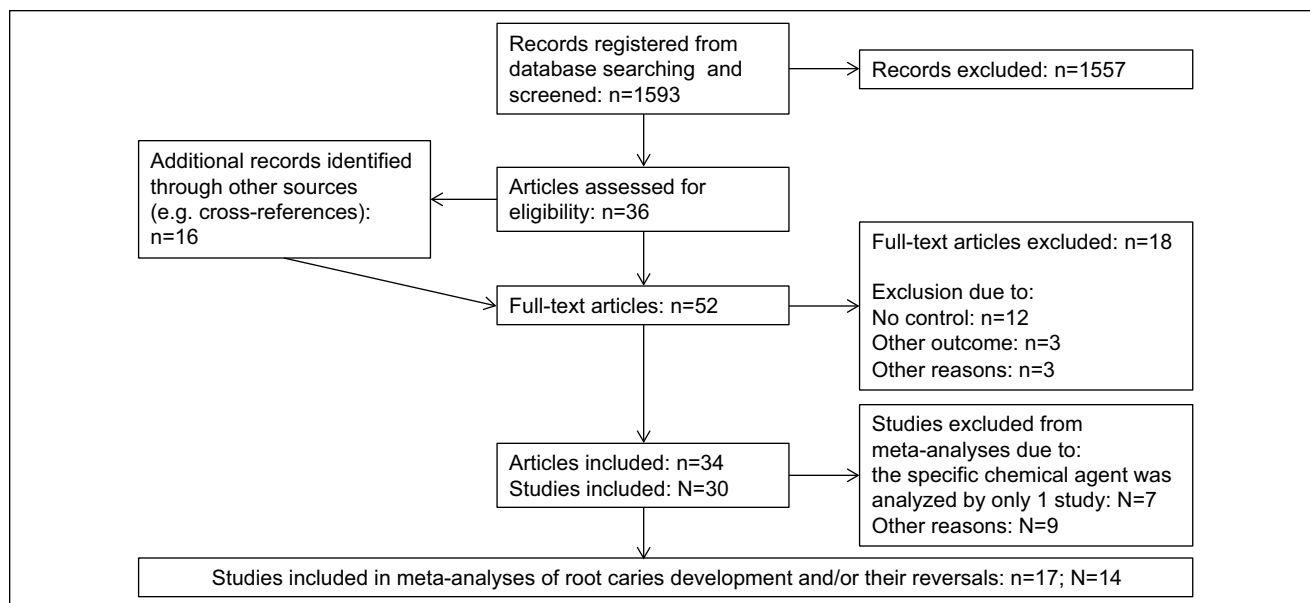 Records registered from
database searching and
screened: n=1593
Records excluded: n=1557
Additional records identified
through other sources
(e.g. cross-references):
n=16
Articles assessed for
eligibility: n=36
Full-text articles: n=52
Full-text articles excluded: n=18
Exclusion due to:
No control: n=12
Other outcome: n=3
Other reasons: n=3
Articles included: n=34
Studies included: N=30
Studies excluded from
meta-analyses due to:
the specific chemical agent was
analyzed by only 1 study: N=7
Other reasons: N=9
Studies included in meta-analyses of root caries development and/or their reversals: n=17; N=14